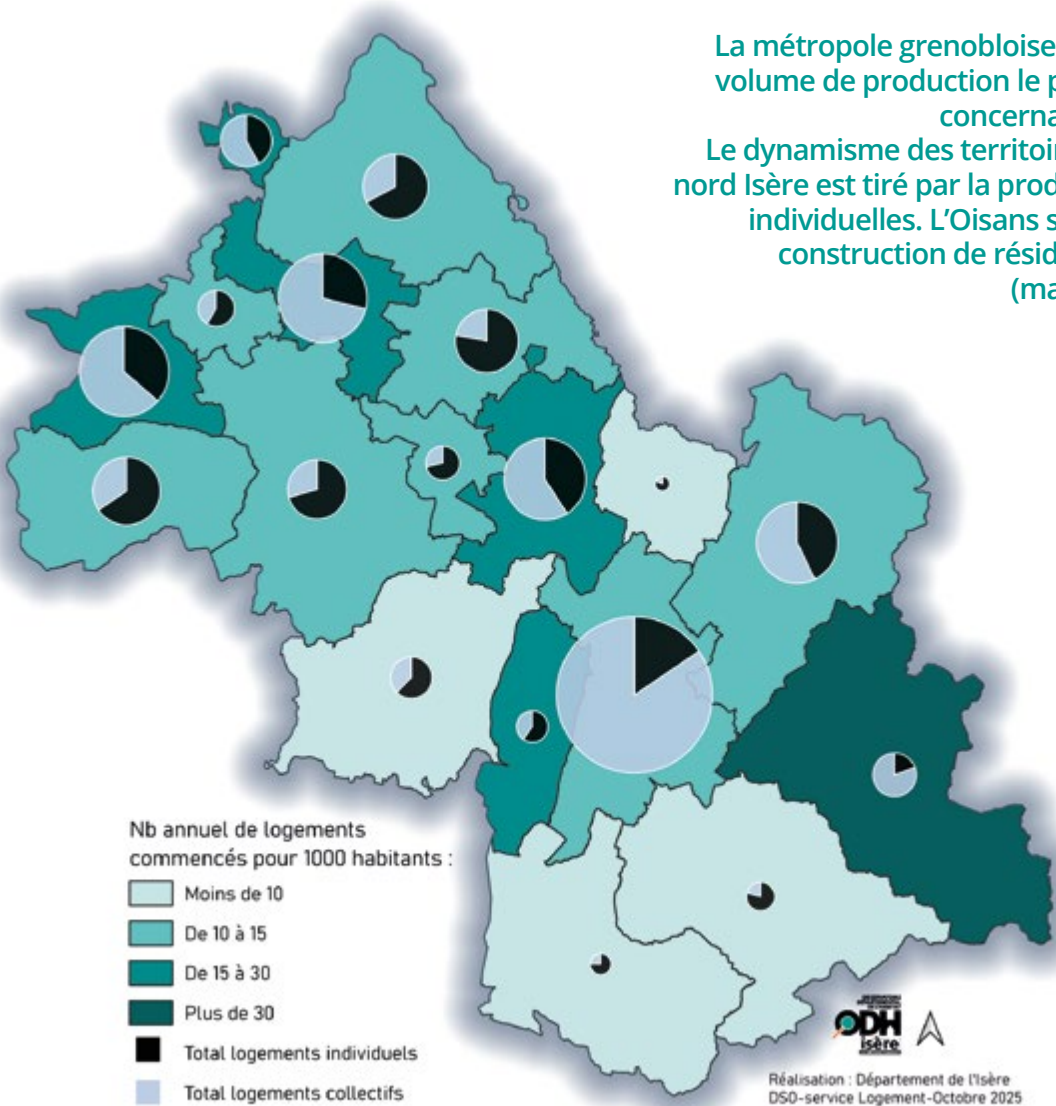 La métropole grenobloise
volume de production le p
concerna
Le dynamisme des territoir
nord Isère est tiré par la prod
individuelles. L'Oisans s
construction de résid
(ma
Nb annuel de logements
commencés pour 1000 habitants :
Moins de 10
De 10 à 15
De 15 à 30
Plus de 30
Total logements individuels
Total logements collectifs
ODH
isère
Réalisation : Département de l'Isère
DSO-service Logement-Octobre 2025